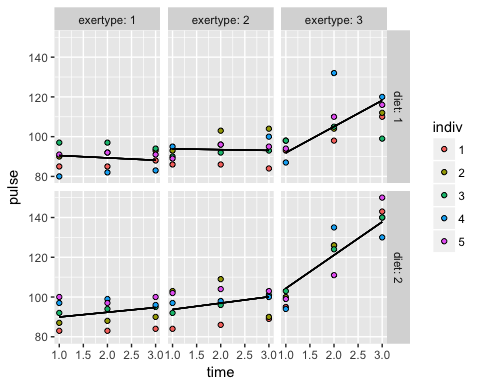 exertype: 1 exertype: 2 exertype: 3
140
120
100
80
diet: 1
140
120
100
80
diet: 2
pulse
1.0 1.5 2.0 2.5 3.0 1.0 1.5 2.0 2.5 3.0 1.0 1.5 2.0 2.5 3.0
time
indiv
1
2
3
4
5